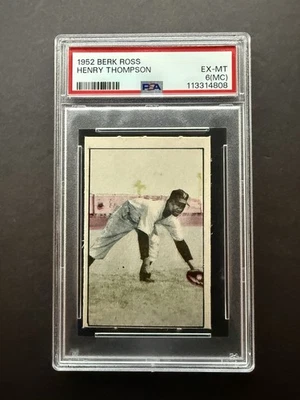 1952 BERK ROSS
HENRY THOMPSON
EX-MT
6(MC)
PSA
113314808